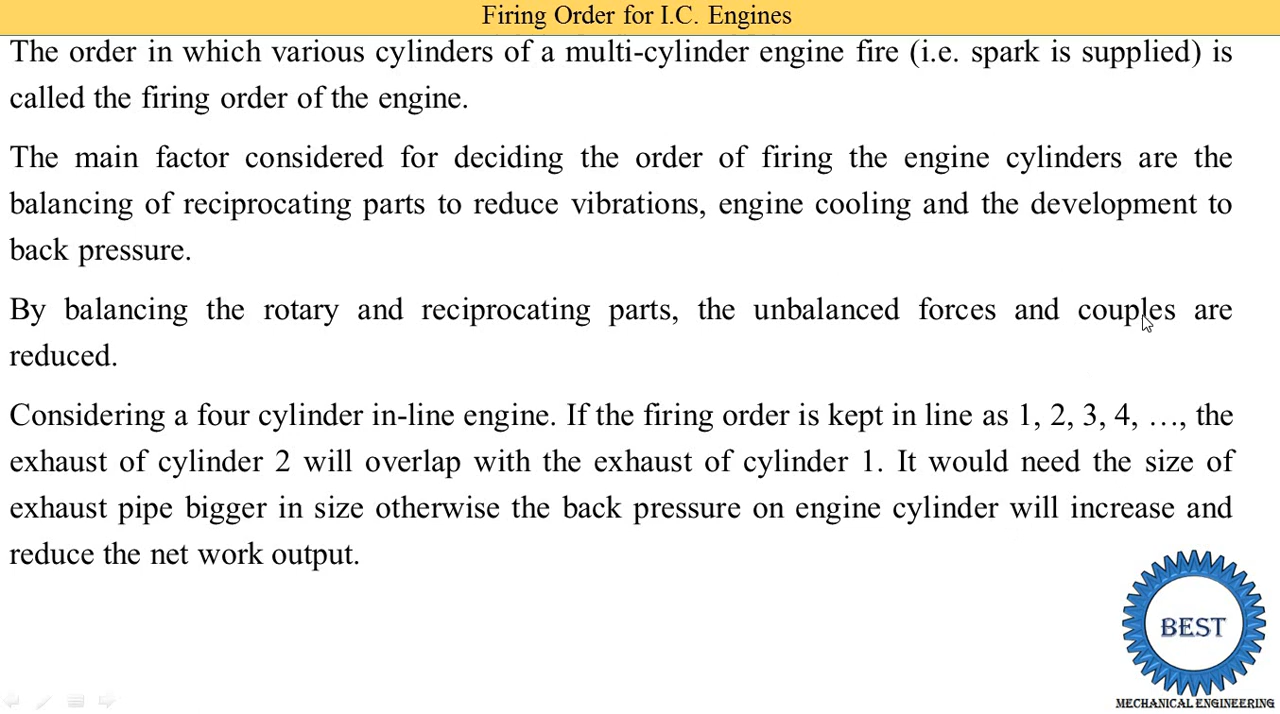 Firing Order for I.C. Engines
The order in which various cylinders of a multi-cylinder engine fire (i.e. spark is supplied) is
called the firing order of the engine.
The main factor considered for deciding the order of firing the engine cylinders are the
balancing of reciprocating parts to reduce vibrations, engine cooling and the development to
back pressure.
By balancing the rotary and reciprocating parts, the unbalanced forces and couples are
reduced.
Considering a four cylinder in-line engine. If the firing order is kept in line as 1, 2, 3, 4, …, the
exhaust of cylinder 2 will overlap with the exhaust of cylinder 1. It would need the size of
exhaust pipe bigger in size otherwise the back pressure on engine cylinder will increase and
reduce the net work output.
BEST
MECHANICAL ENGINEERING